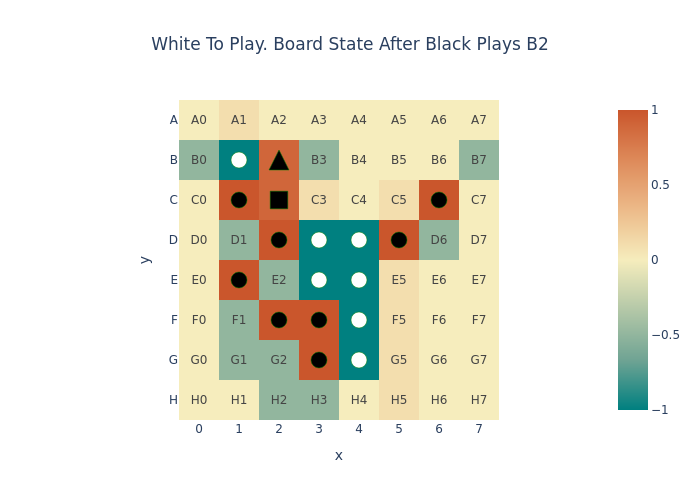 White To Play. Board State After Black Plays B2
A A0 A1 A2 A3 A4 A5 A6 A7
B B0 B3 B4 B5 B6 B7
C C0 C3 C4 C5 C7
D D0 D1 D6 D7
E E0 E2 E5 E6 E7
F F0 F1 F5 F6 F7
G G0 G1 G2 G5 G6 G7
H H0 H1 H2 H3 H4 H5 H6 H7
0 1 2 3 4 5 6 7
x
y
1
0.5
0
−0.5
−1